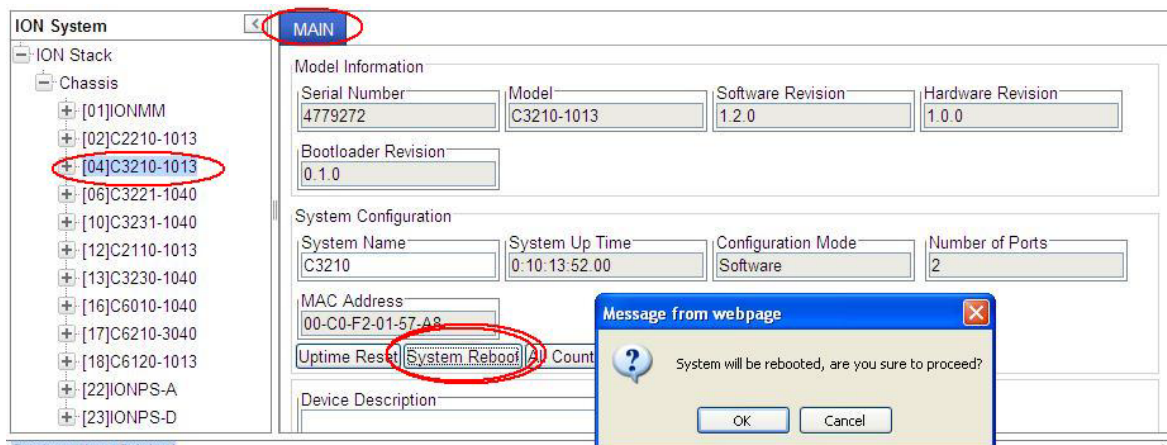 ION System
ION Stack
Chassis
[01]IONMM
[02]C2210-1013
[04]C3210-1013
[06]C3221-1040
[10]C3231-1040
[12]C2110-1013
[13]C3230-1040
[16]C6010-1040
[17]C6210-3040
[18]C6120-1013
[22]IONPS-A
[23]IONPS-D
MAIN
Model Information
Serial Number Model Software Revision Hardware Revision
4779272 C3210-1013 1.2.0 1.0.0
Bootloader Revision
0.1.0
System Configuration
System Name System Up Time Configuration Mode Number of Ports
C3210 0:10:13:52.00 Software 2
MAC Address
00-C0-F2-01-57-A8
Uptime Reset System Reboot All Count
Device Description
Message from webpage
System will be rebooted, are you sure to proceed?
OK Cancel